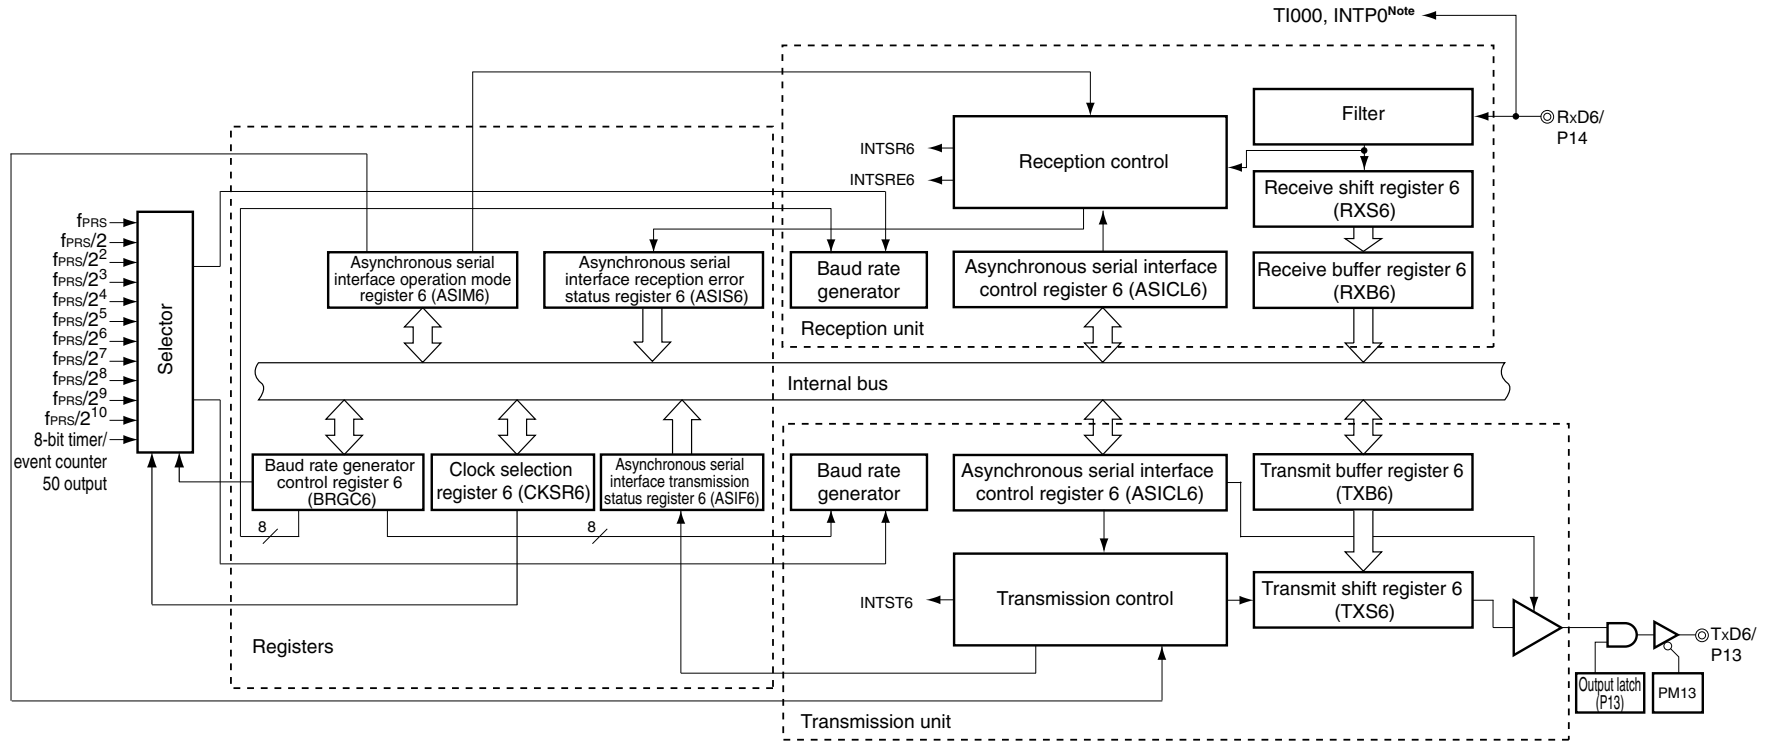 TI000, INTP0Note
Filter
RxD6/
P14
Reception control
INTSR6
INTSRE6
Receive shift register 6
(RXS6)
fPRS
fPRS/2
fPRS/2²
fPRS/2³
fPRS/2⁴
fPRS/2⁵
fPRS/2⁶
fPRS/2⁷
fPRS/2⁸
fPRS/2⁹
fPRS/2¹⁰
8-bit timer/
event counter
50 output
Selector
Asynchronous serial
interface operation mode
register 6 (ASIM6)
Asynchronous serial
interface reception error
status register 6 (ASIS6)
Baud rate
generator
Asynchronous serial interface
control register 6 (ASICL6)
Receive buffer register 6
(RXB6)
Reception unit
Internal bus
Baud rate generator
control register 6
(BRGC6)
Clock selection
register 6 (CKSR6)
Asynchronous serial
interface transmission
status register 6 (ASIF6)
Baud rate
generator
Asynchronous serial interface
control register 6 (ASICL6)
Transmit buffer register 6
(TXB6)
8
8
INTST6
Transmission control
Transmit shift register 6
(TXS6)
Registers
TxD6/
P13
Output latch
(P13)
PM13
Transmission unit